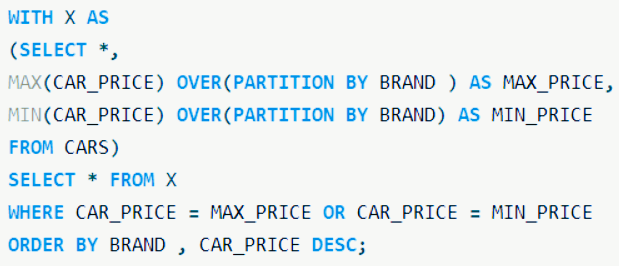 WITH X AS
(SELECT *,
MAX(CAR_PRICE) OVER(PARTITION BY BRAND ) AS MAX_PRICE,
MIN(CAR_PRICE) OVER(PARTITION BY BRAND) AS MIN_PRICE
FROM CARS)
SELECT * FROM X
WHERE CAR_PRICE = MAX_PRICE OR CAR_PRICE = MIN_PRICE
ORDER BY BRAND , CAR_PRICE DESC;